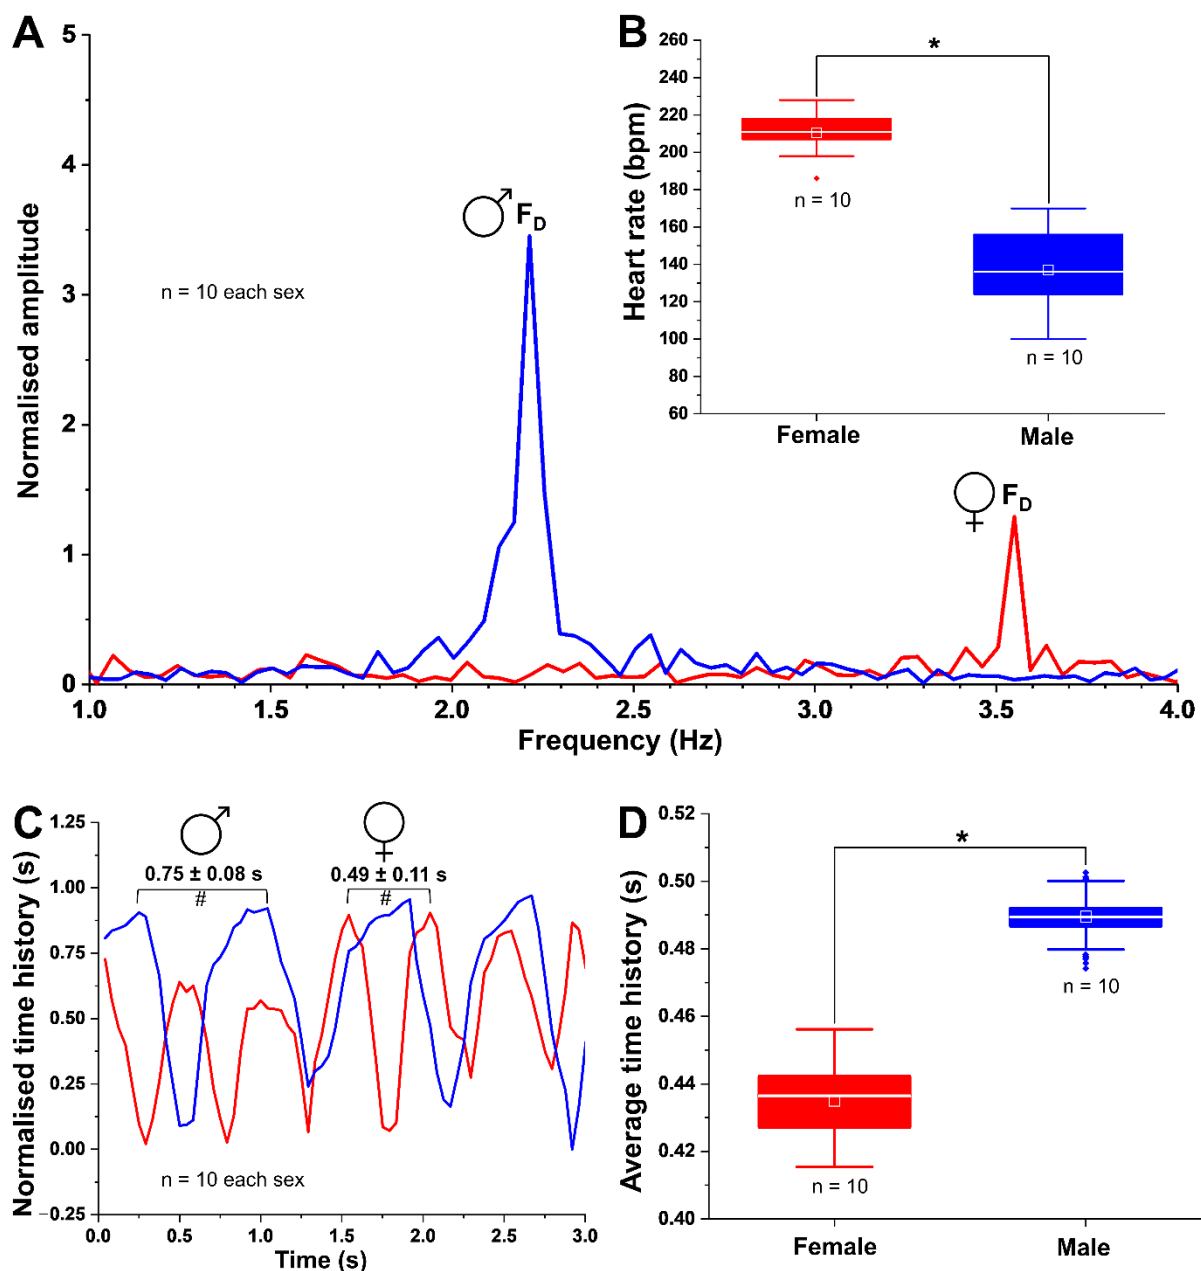 A
5
4
3
2
1
0
Normalised amplitude
♂ F_D
n = 10 each sex
♀ F_D
1.0 1.5 2.0 2.5 3.0 3.5 4.0
Frequency (Hz)
B
260
240
220
200
180
160
140
120
100
80
60
Heart rate (bpm)
*
n = 10
n = 10
Female Male
C
1.25
1.00
0.75
0.50
0.25
0.00
−0.25
Normalised time history (s)
♂ ♀
0.75 ± 0.08 s 0.49 ± 0.11 s
# #
n = 10 each sex
0.0 0.5 1.0 1.5 2.0 2.5 3.0
Time (s)
D
0.52
0.50
0.48
0.46
0.44
0.42
0.40
Average time history (s)
*
n = 10
n = 10
Female Male